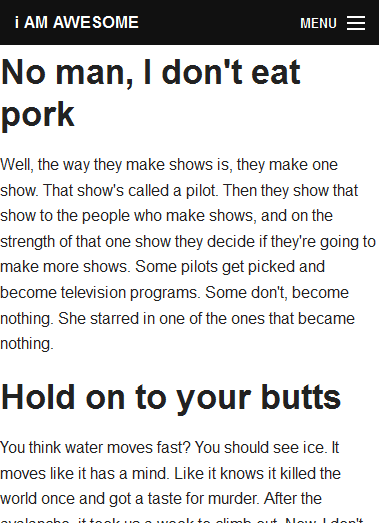 i AM AWESOME
MENU
No man, I don't eat
pork
Well, the way they make shows is, they make one
show. That show's called a pilot. Then they show that
show to the people who make shows, and on the
strength of that one show they decide if they're going to
make more shows. Some pilots get picked and
become television programs. Some don't, become
nothing. She starred in one of the ones that became
nothing.
Hold on to your butts
You think water moves fast? You should see ice. It
moves like it has a mind. Like it knows it killed the
world once and got a taste for murder. After the
avalanche, it took us a week to climb out. Now, I don't